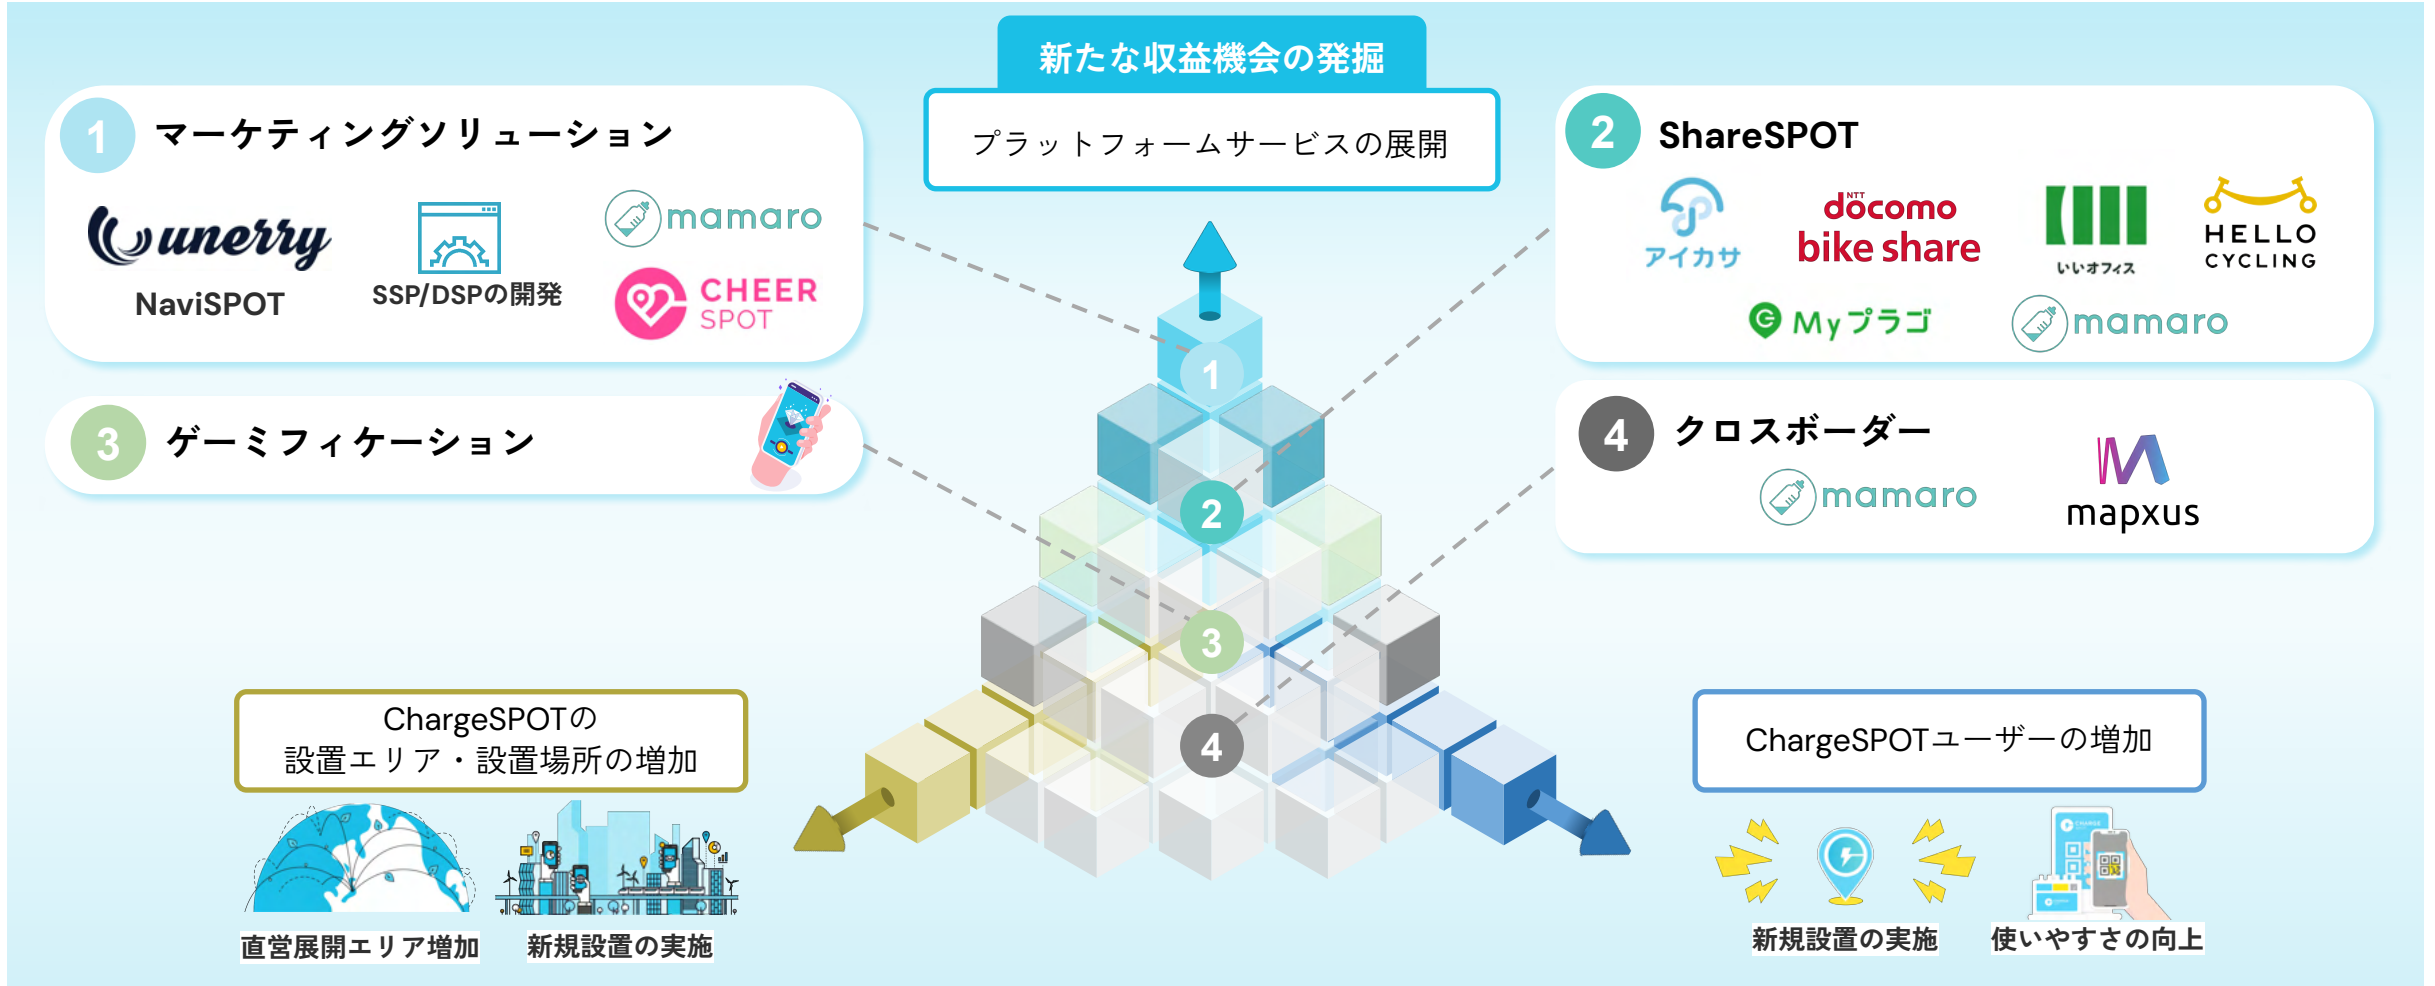 新たな収益機会の発掘
プラットフォームサービスの展開
1 マーケティングソリューション
unerry
NaviSPOT
SSP/DSPの開発
mamaro
CHEER
SPOT
2 ShareSPOT
アイカサ
NTT
docomo
bike share
いいオフィス
HELLO
CYCLING
Myプラゴ
mamaro
3 ゲーミフィケーション
4 クロスボーダー
mamaro
mapxus
1
2
3
4
ChargeSPOTの
設置エリア・設置場所の増加
直営展開エリア増加
新規設置の実施
ChargeSPOTユーザーの増加
CHARGE
新規設置の実施
使いやすさの向上